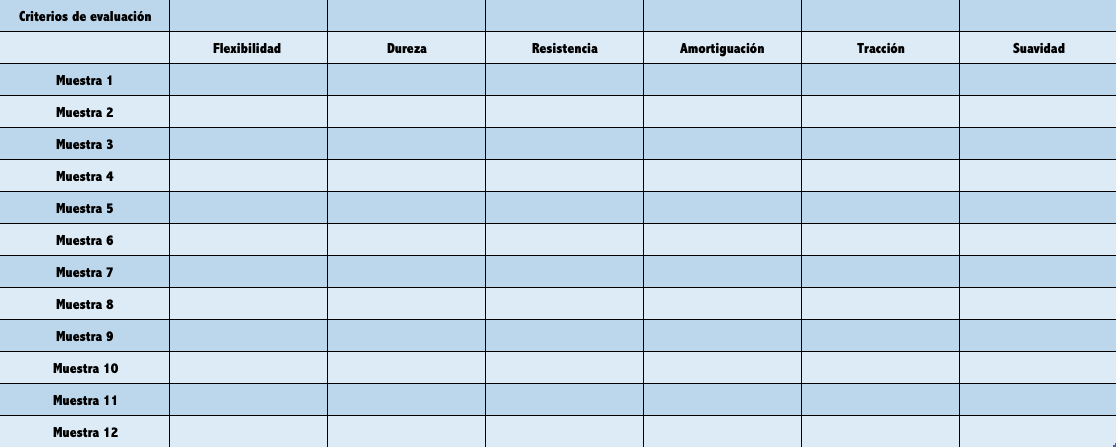 Criterios de evaluación
Flexibilidad Dureza Resistencia Amortiguación Tracción Suavidad
Muestra 1
Muestra 2
Muestra 3
Muestra 4
Muestra 5
Muestra 6
Muestra 7
Muestra 8
Muestra 9
Muestra 10
Muestra 11
Muestra 12